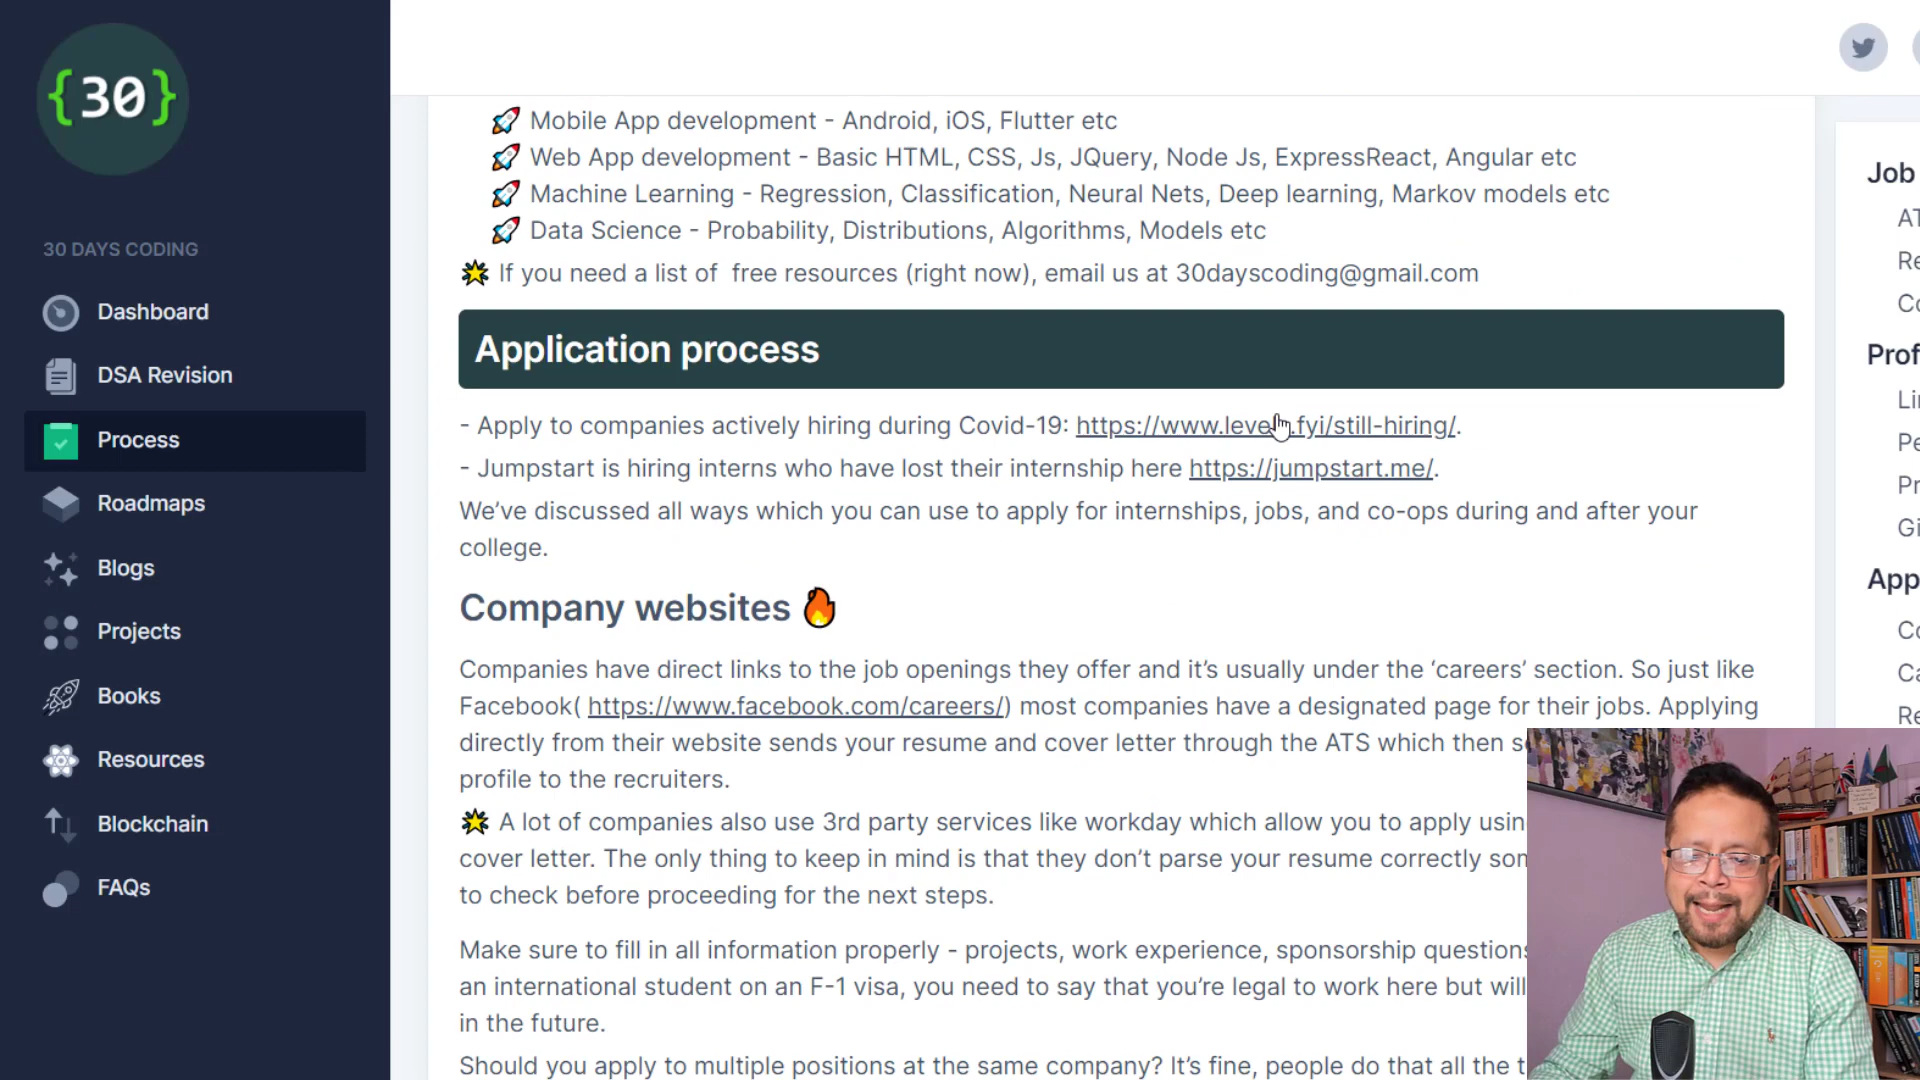 {30}
30 DAYS CODING
Dashboard
DSA Revision
Process
Roadmaps
Blogs
Projects
Books
Resources
Blockchain
FAQs
Mobile App development - Android, iOS, Flutter etc
Web App development - Basic HTML, CSS, Js, JQuery, Node Js, ExpressReact, Angular etc
Machine Learning - Regression, Classification, Neural Nets, Deep learning, Markov models etc
Data Science - Probability, Distributions, Algorithms, Models etc
If you need a list of free resources (right now), email us at 30dayscoding@gmail.com
Application process
- Apply to companies actively hiring during Covid-19: https://www.leve .fyi/still-hiring/.
- Jumpstart is hiring interns who have lost their internship here https://jumpstart.me/.
We’ve discussed all ways which you can use to apply for internships, jobs, and co-ops during and after your
college.
Company websites
Companies have direct links to the job openings they offer and it’s usually under the ‘careers’ section. So just like
Facebook( https://www.facebook.com/careers/) most companies have a designated page for their jobs. Applying
directly from their website sends your resume and cover letter through the ATS which then s
profile to the recruiters.
A lot of companies also use 3rd party services like workday which allow you to apply usin
cover letter. The only thing to keep in mind is that they don’t parse your resume correctly so
to check before proceeding for the next steps.
Make sure to fill in all information properly - projects, work experience, sponsorship questions
an international student on an F-1 visa, you need to say that you’re legal to work here but will
in the future.
Should you apply to multiple positions at the same company? It’s fine, people do that all the t
Job
AT
Re
Co
Prof
Li
Pe
Pr
Gi
App
Co
Ca
Re